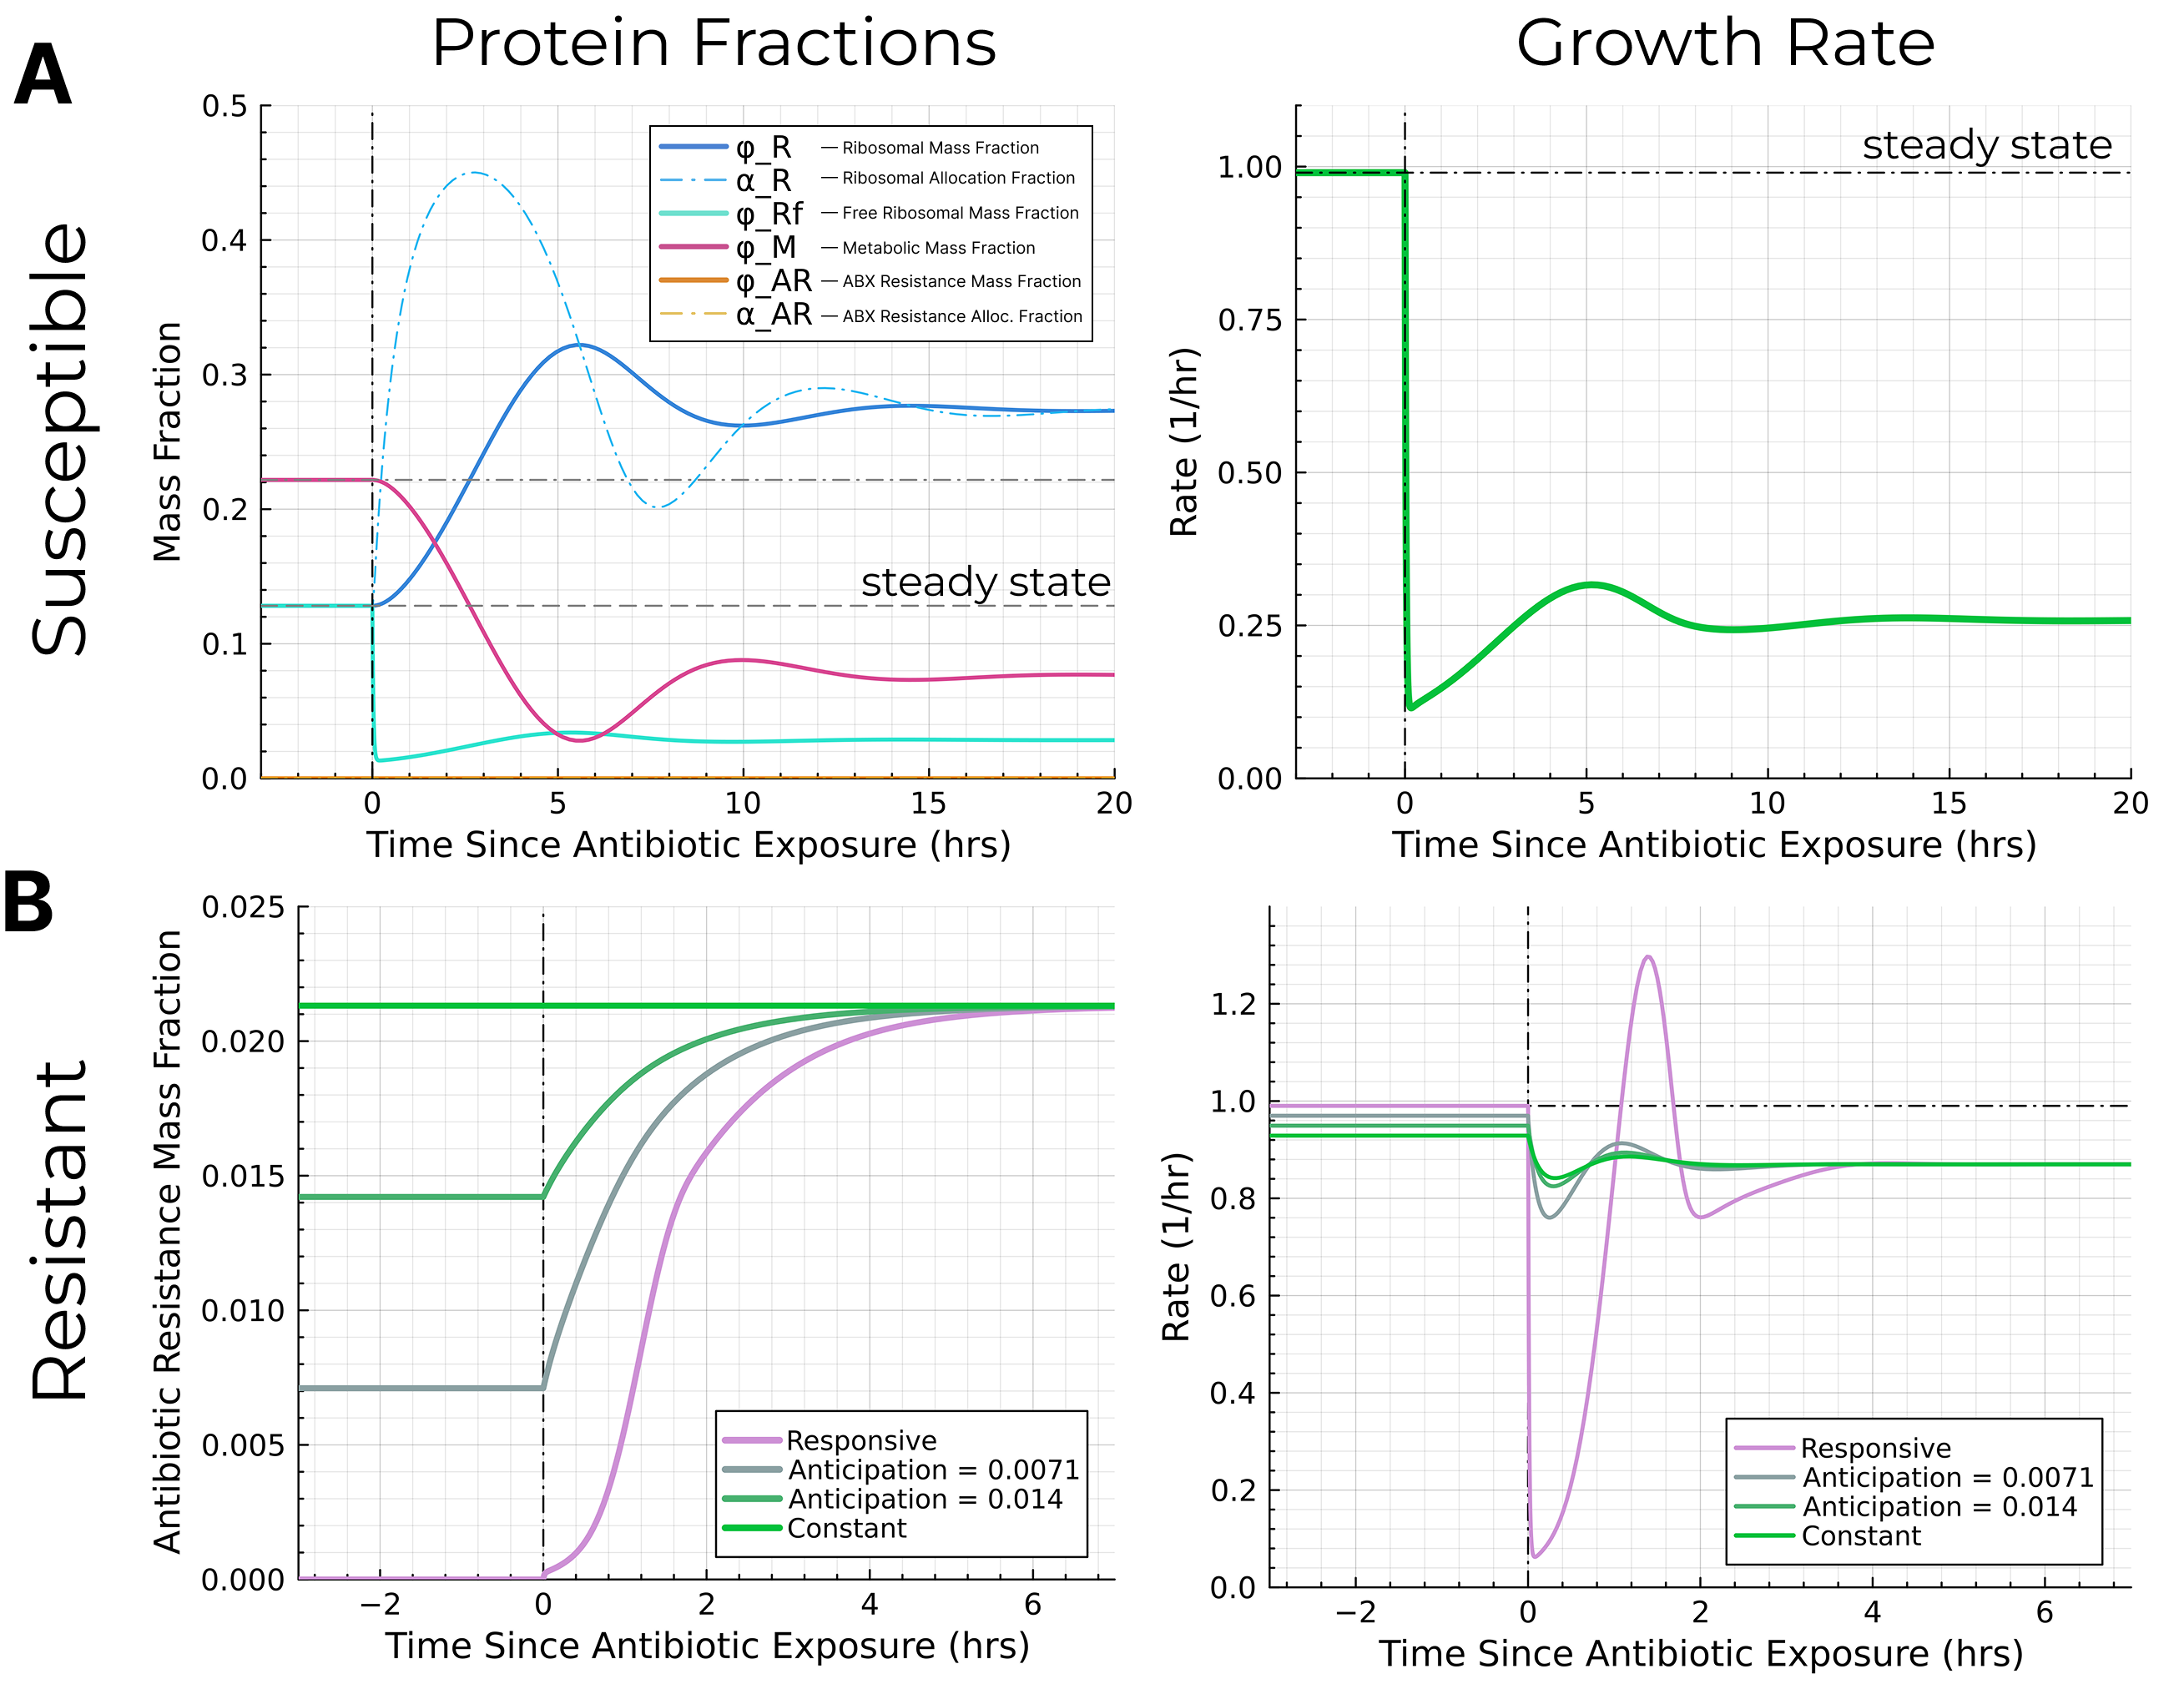 Protein Fractions
Growth Rate
A
Susceptible
Mass Fraction
0.5
0.4
0.3
0.2
0.1
0.0
φ_R — Ribosomal Mass Fraction
α_R — Ribosomal Allocation Fraction
φ_Rf — Free Ribosomal Mass Fraction
φ_M — Metabolic Mass Fraction
φ_AR — ABX Resistance Mass Fraction
α_AR — ABX Resistance Alloc. Fraction
steady state
0 5 10 15 20
Time Since Antibiotic Exposure (hrs)
Rate (1/hr)
1.00
0.75
0.50
0.25
0.00
steady state
0 5 10 15 20
Time Since Antibiotic Exposure (hrs)
B
Resistant
Antibiotic Resistance Mass Fraction
0.025
0.020
0.015
0.010
0.005
0.000
Responsive
Anticipation = 0.0071
Anticipation = 0.014
Constant
−2 0 2 4 6
Time Since Antibiotic Exposure (hrs)
Rate (1/hr)
1.2
1.0
0.8
0.6
0.4
0.2
0.0
Responsive
Anticipation = 0.0071
Anticipation = 0.014
Constant
−2 0 2 4 6
Time Since Antibiotic Exposure (hrs)